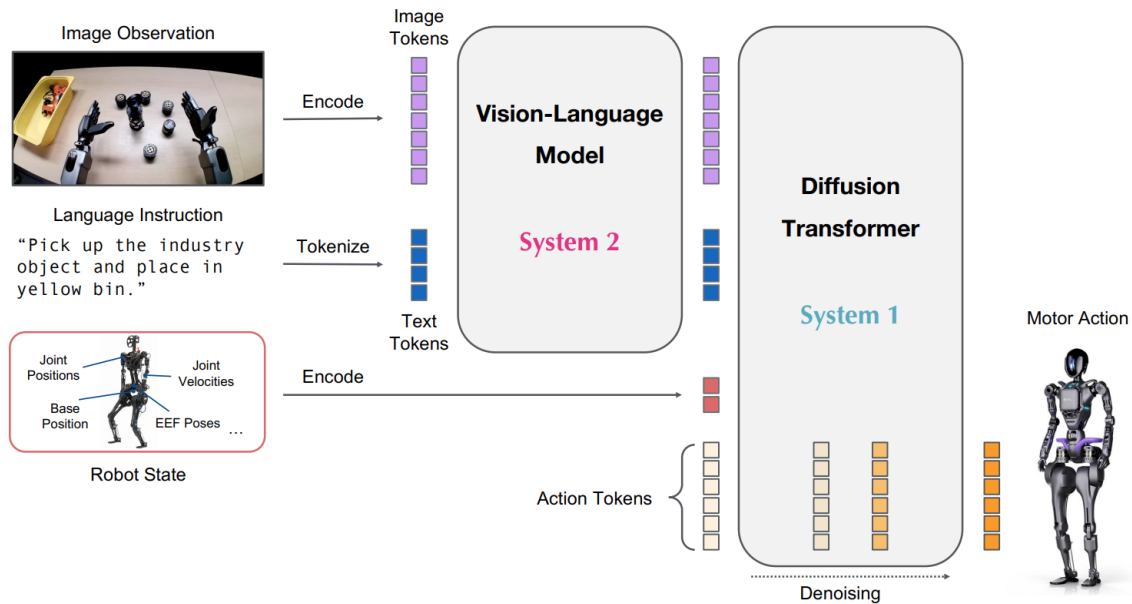 Image Observation
Image
Tokens
Encode
Vision-Language
Model
System 2
Diffusion
Transformer
System 1
Language Instruction
“Pick up the industry
object and place in
yellow bin.”
Tokenize
Text
Tokens
Joint
Positions
Joint
Velocities
Base
Position
EEF Poses
...
Robot State
Encode
Action Tokens
Denoising
Motor Action